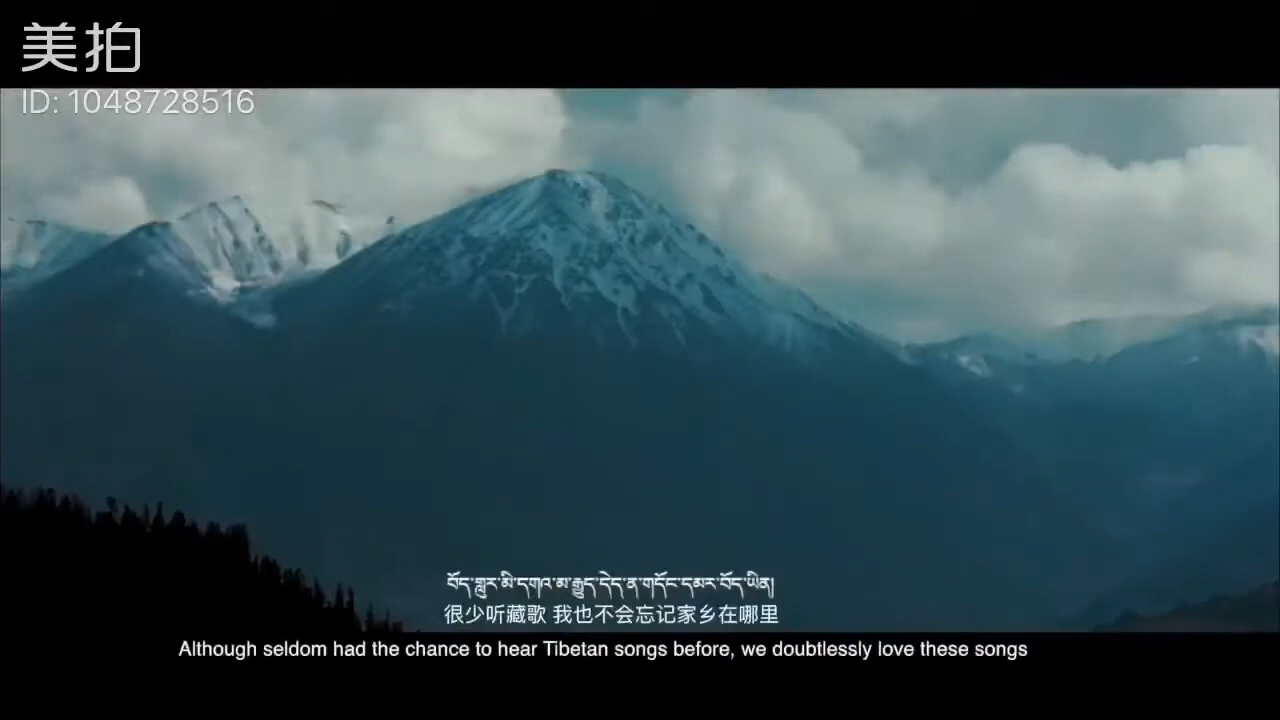 美拍
ID: 1048728516
བོད་གླུར་མི་དགའ་མ་རྒྱུད་དེད་ན་གདོང་དམར་བོད་ཡིན།
很少听藏歌 我也不会忘记家乡在哪里
Although seldom had the chance to hear Tibetan songs before, we doubtlessly love these songs